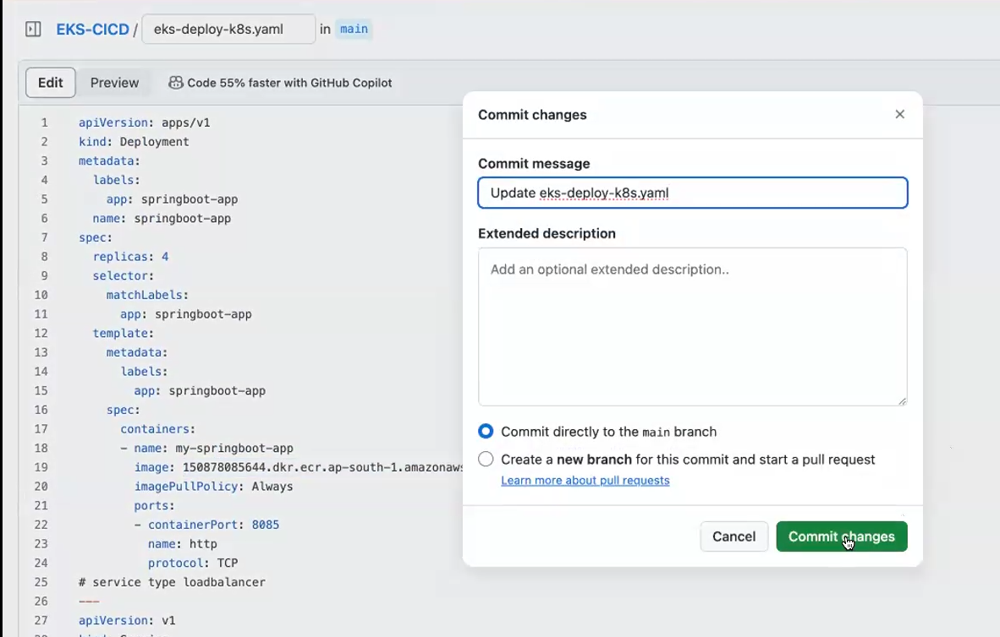 EKS-CICD / eks-deploy-k8s.yaml in main
Edit Preview Code 55% faster with GitHub Copilot
1 apiVersion: apps/v1
2 kind: Deployment
3 metadata:
4 labels:
5 app: springboot-app
6 name: springboot-app
7 spec:
8 replicas: 4
9 selector:
10 matchLabels:
11 app: springboot-app
12 template:
13 metadata:
14 labels:
15 app: springboot-app
16 spec:
17 containers:
18 - name: my-springboot-app
19 image: 150878085644.dkr.ecr.ap-south-1.amazonaws
20 imagePullPolicy: Always
21 ports:
22 - containerPort: 8085
23 name: http
24 protocol: TCP
25 # service type loadbalancer
26 ---
27 apiVersion: v1
Commit changes
Commit message
Update eks-deploy-k8s.yaml
Extended description
Add an optional extended description..
Commit directly to the main branch
Create a new branch for this commit and start a pull request
Learn more about pull requests
Cancel Commit changes